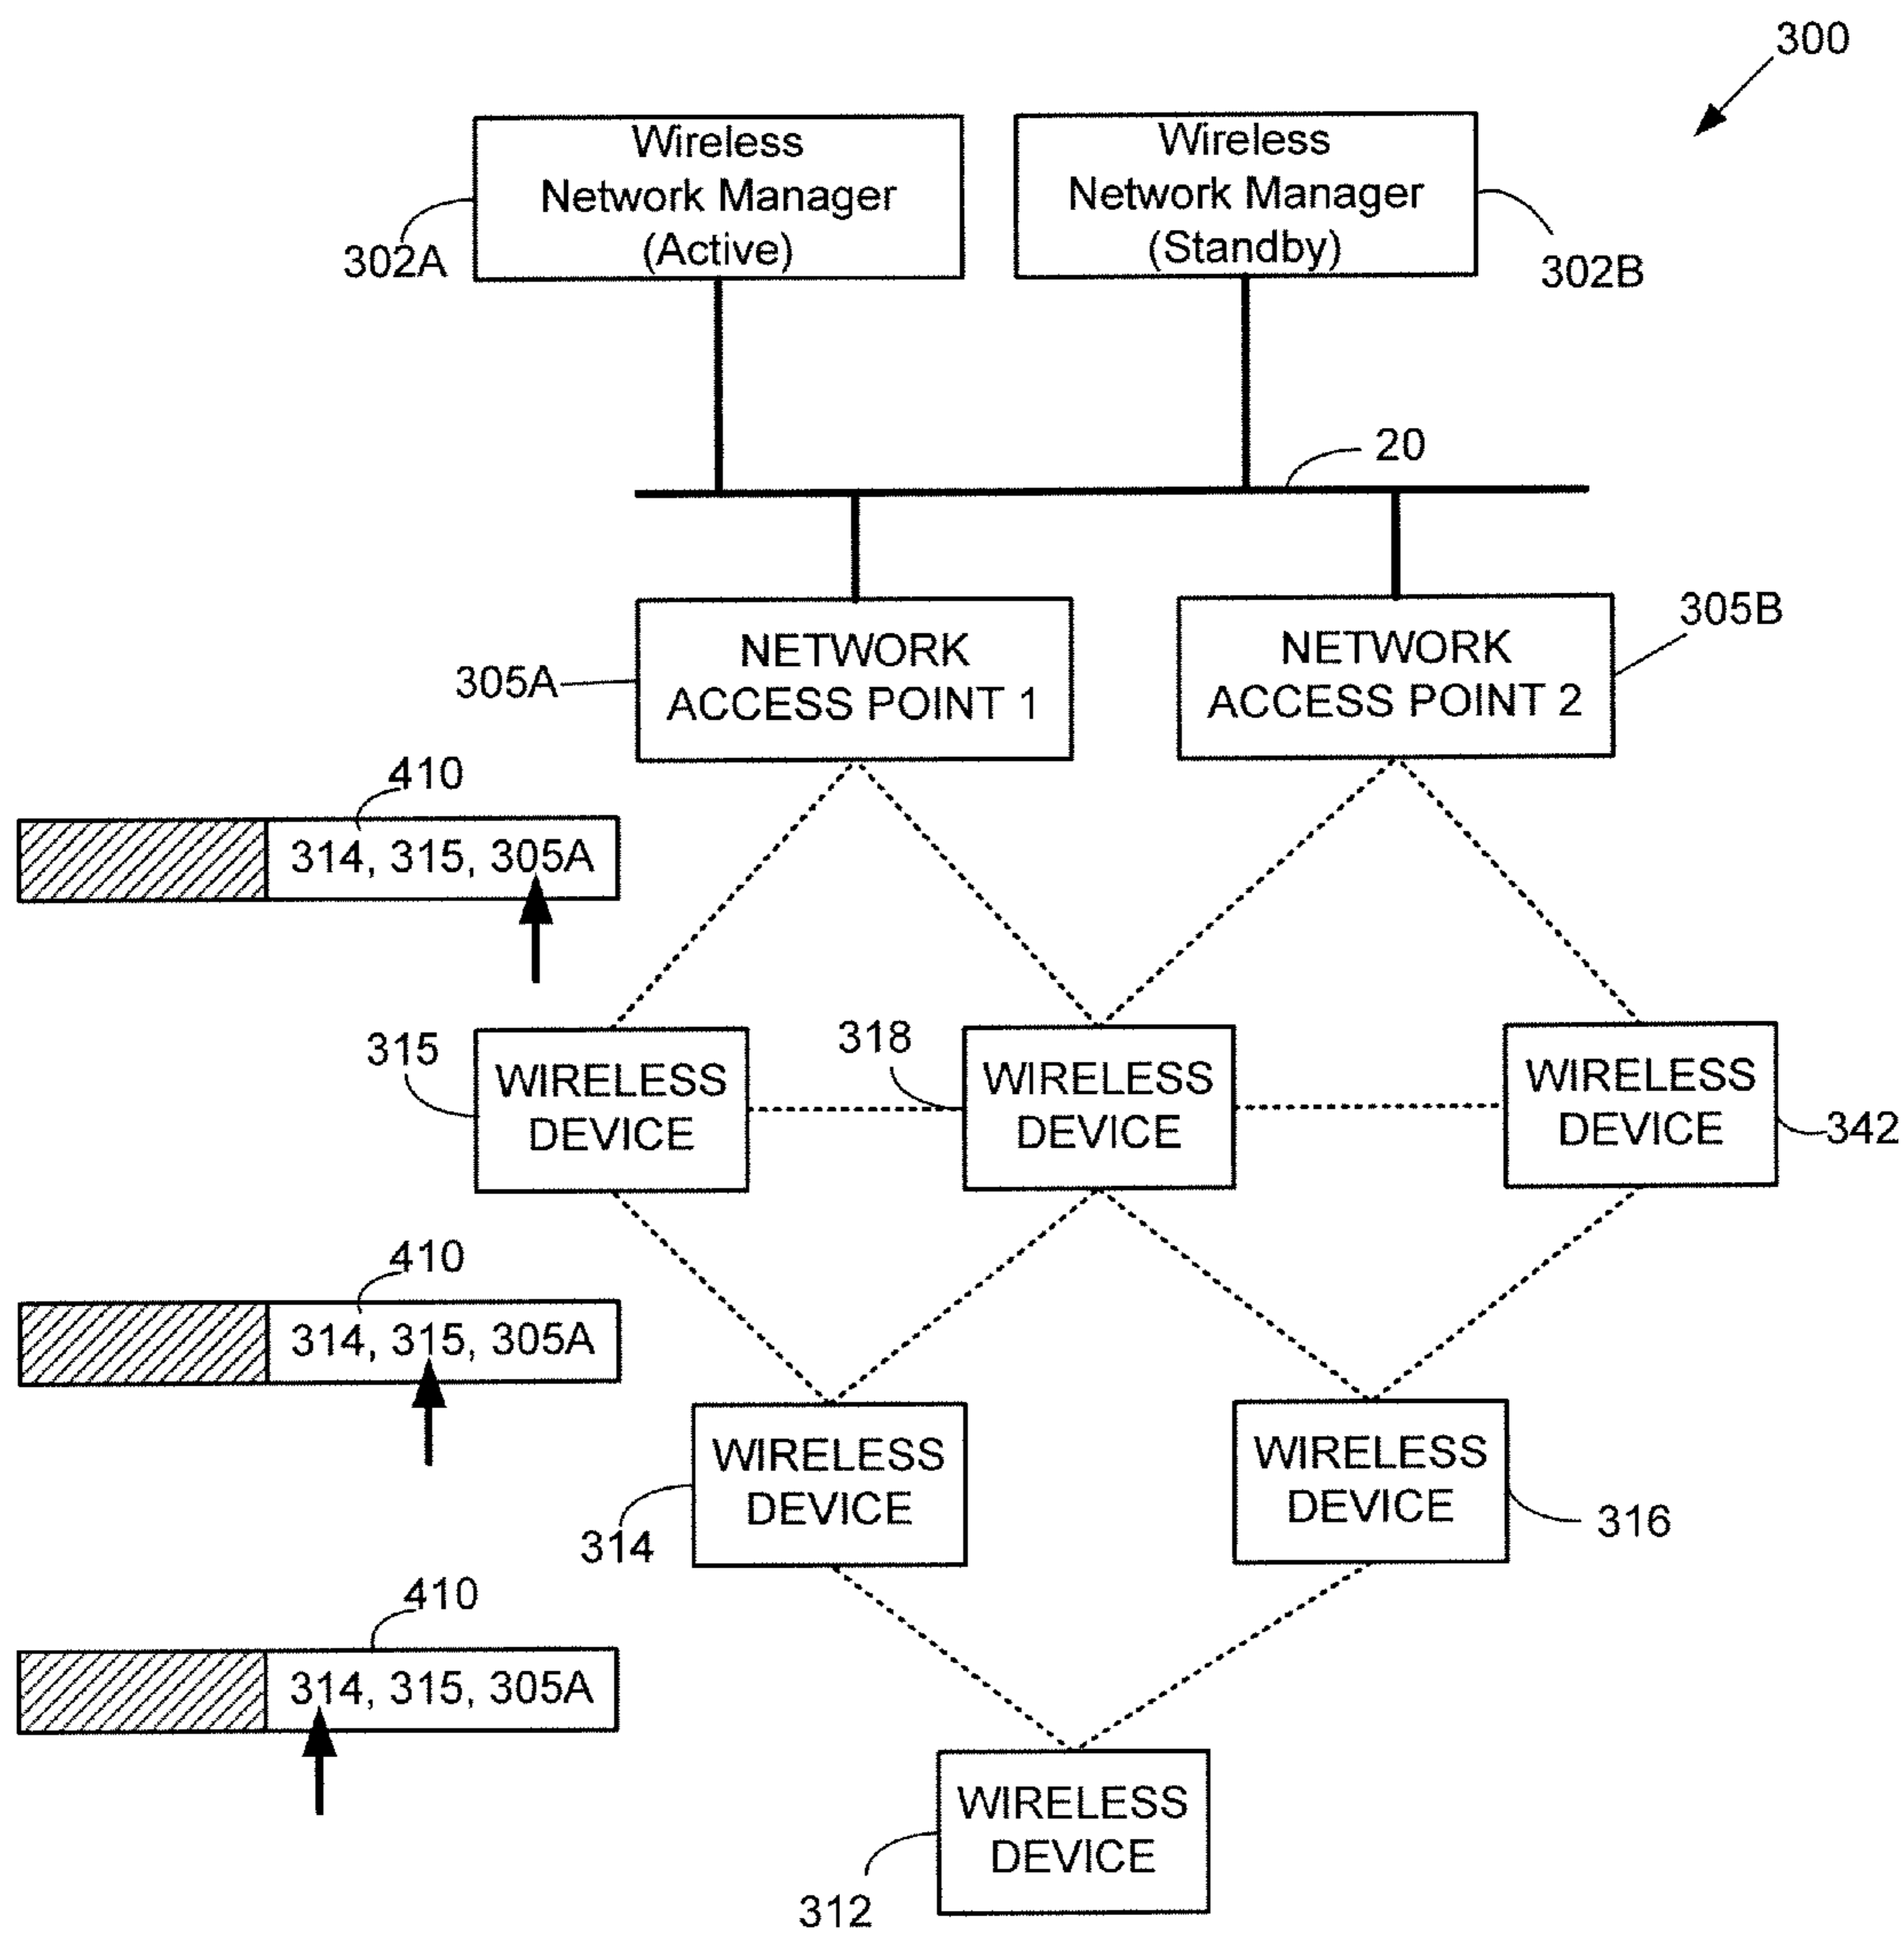 300
Wireless
Network Manager
(Active)
Wireless
Network Manager
(Standby)
302A
302B
20
NETWORK
ACCESS POINT 1
NETWORK
ACCESS POINT 2
305A
305B
410
314, 315, 305A
315
WIRELESS
DEVICE
318
WIRELESS
DEVICE
WIRELESS
DEVICE
342
410
314, 315, 305A
WIRELESS
DEVICE
314
WIRELESS
DEVICE
316
410
314, 315, 305A
WIRELESS
DEVICE
312